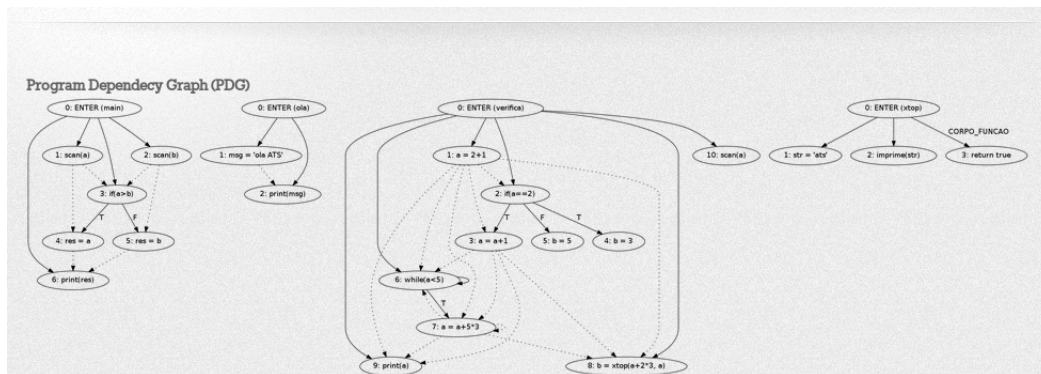 Program Dependecy Graph (PDG)
0: ENTER (main)
0: ENTER (ola)
0: ENTER (verifica)
0: ENTER (xtop)
CORPO_FUNCAO
1: scan(a)
2: scan(b)
1: msg = 'ola ATS'
1: a = 2+1
10: scan(a)
1: str = 'ats'
2: imprime(str)
3: return true
3: if(a>b)
2: print(msg)
2: if(a==2)
T
F
T
F
T
4: res = a
5: res = b
3: a = a+1
5: b = 5
4: b = 3
6: print(res)
6: while(a<5)
T
7: a = a+5*3
9: print(a)
8: b = xtop(a+2*3, a)